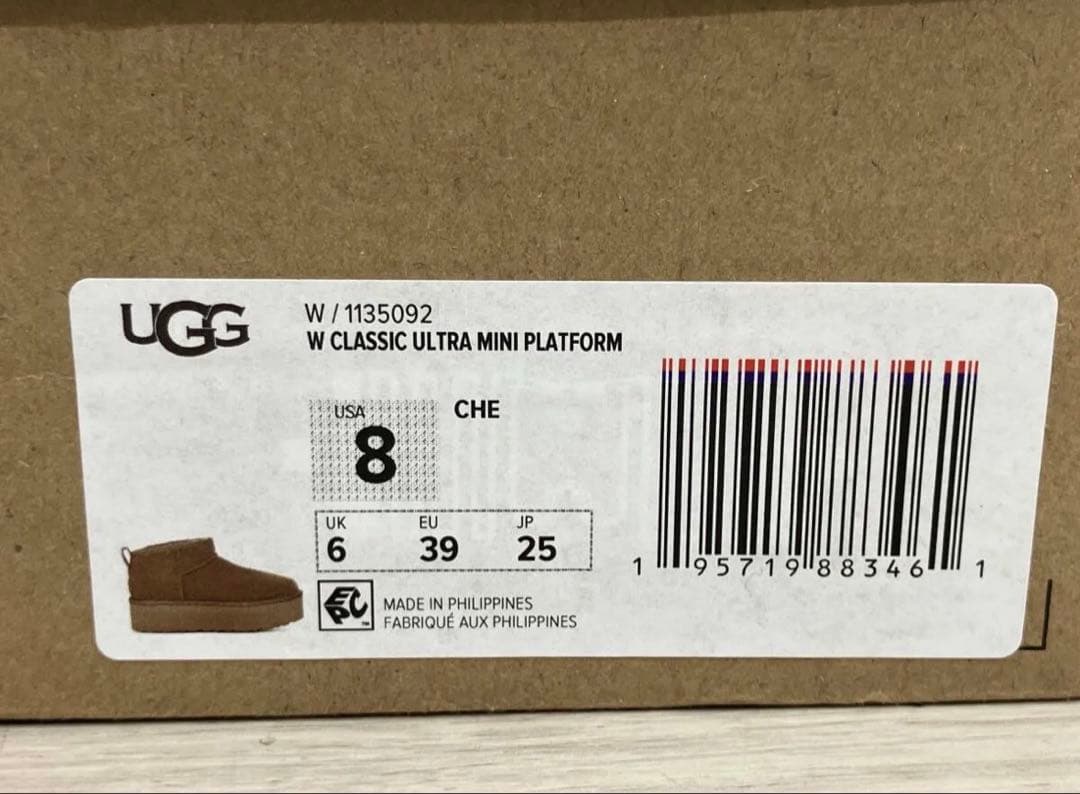 UGG
W / 1135092
W CLASSIC ULTRA MINI PLATFORM
USA
8
CHE
UK EU JP
6 39 25
EPC
MADE IN PHILIPPINES
FABRIQUÉ AUX PHILIPPINES
1 95719 88346 1